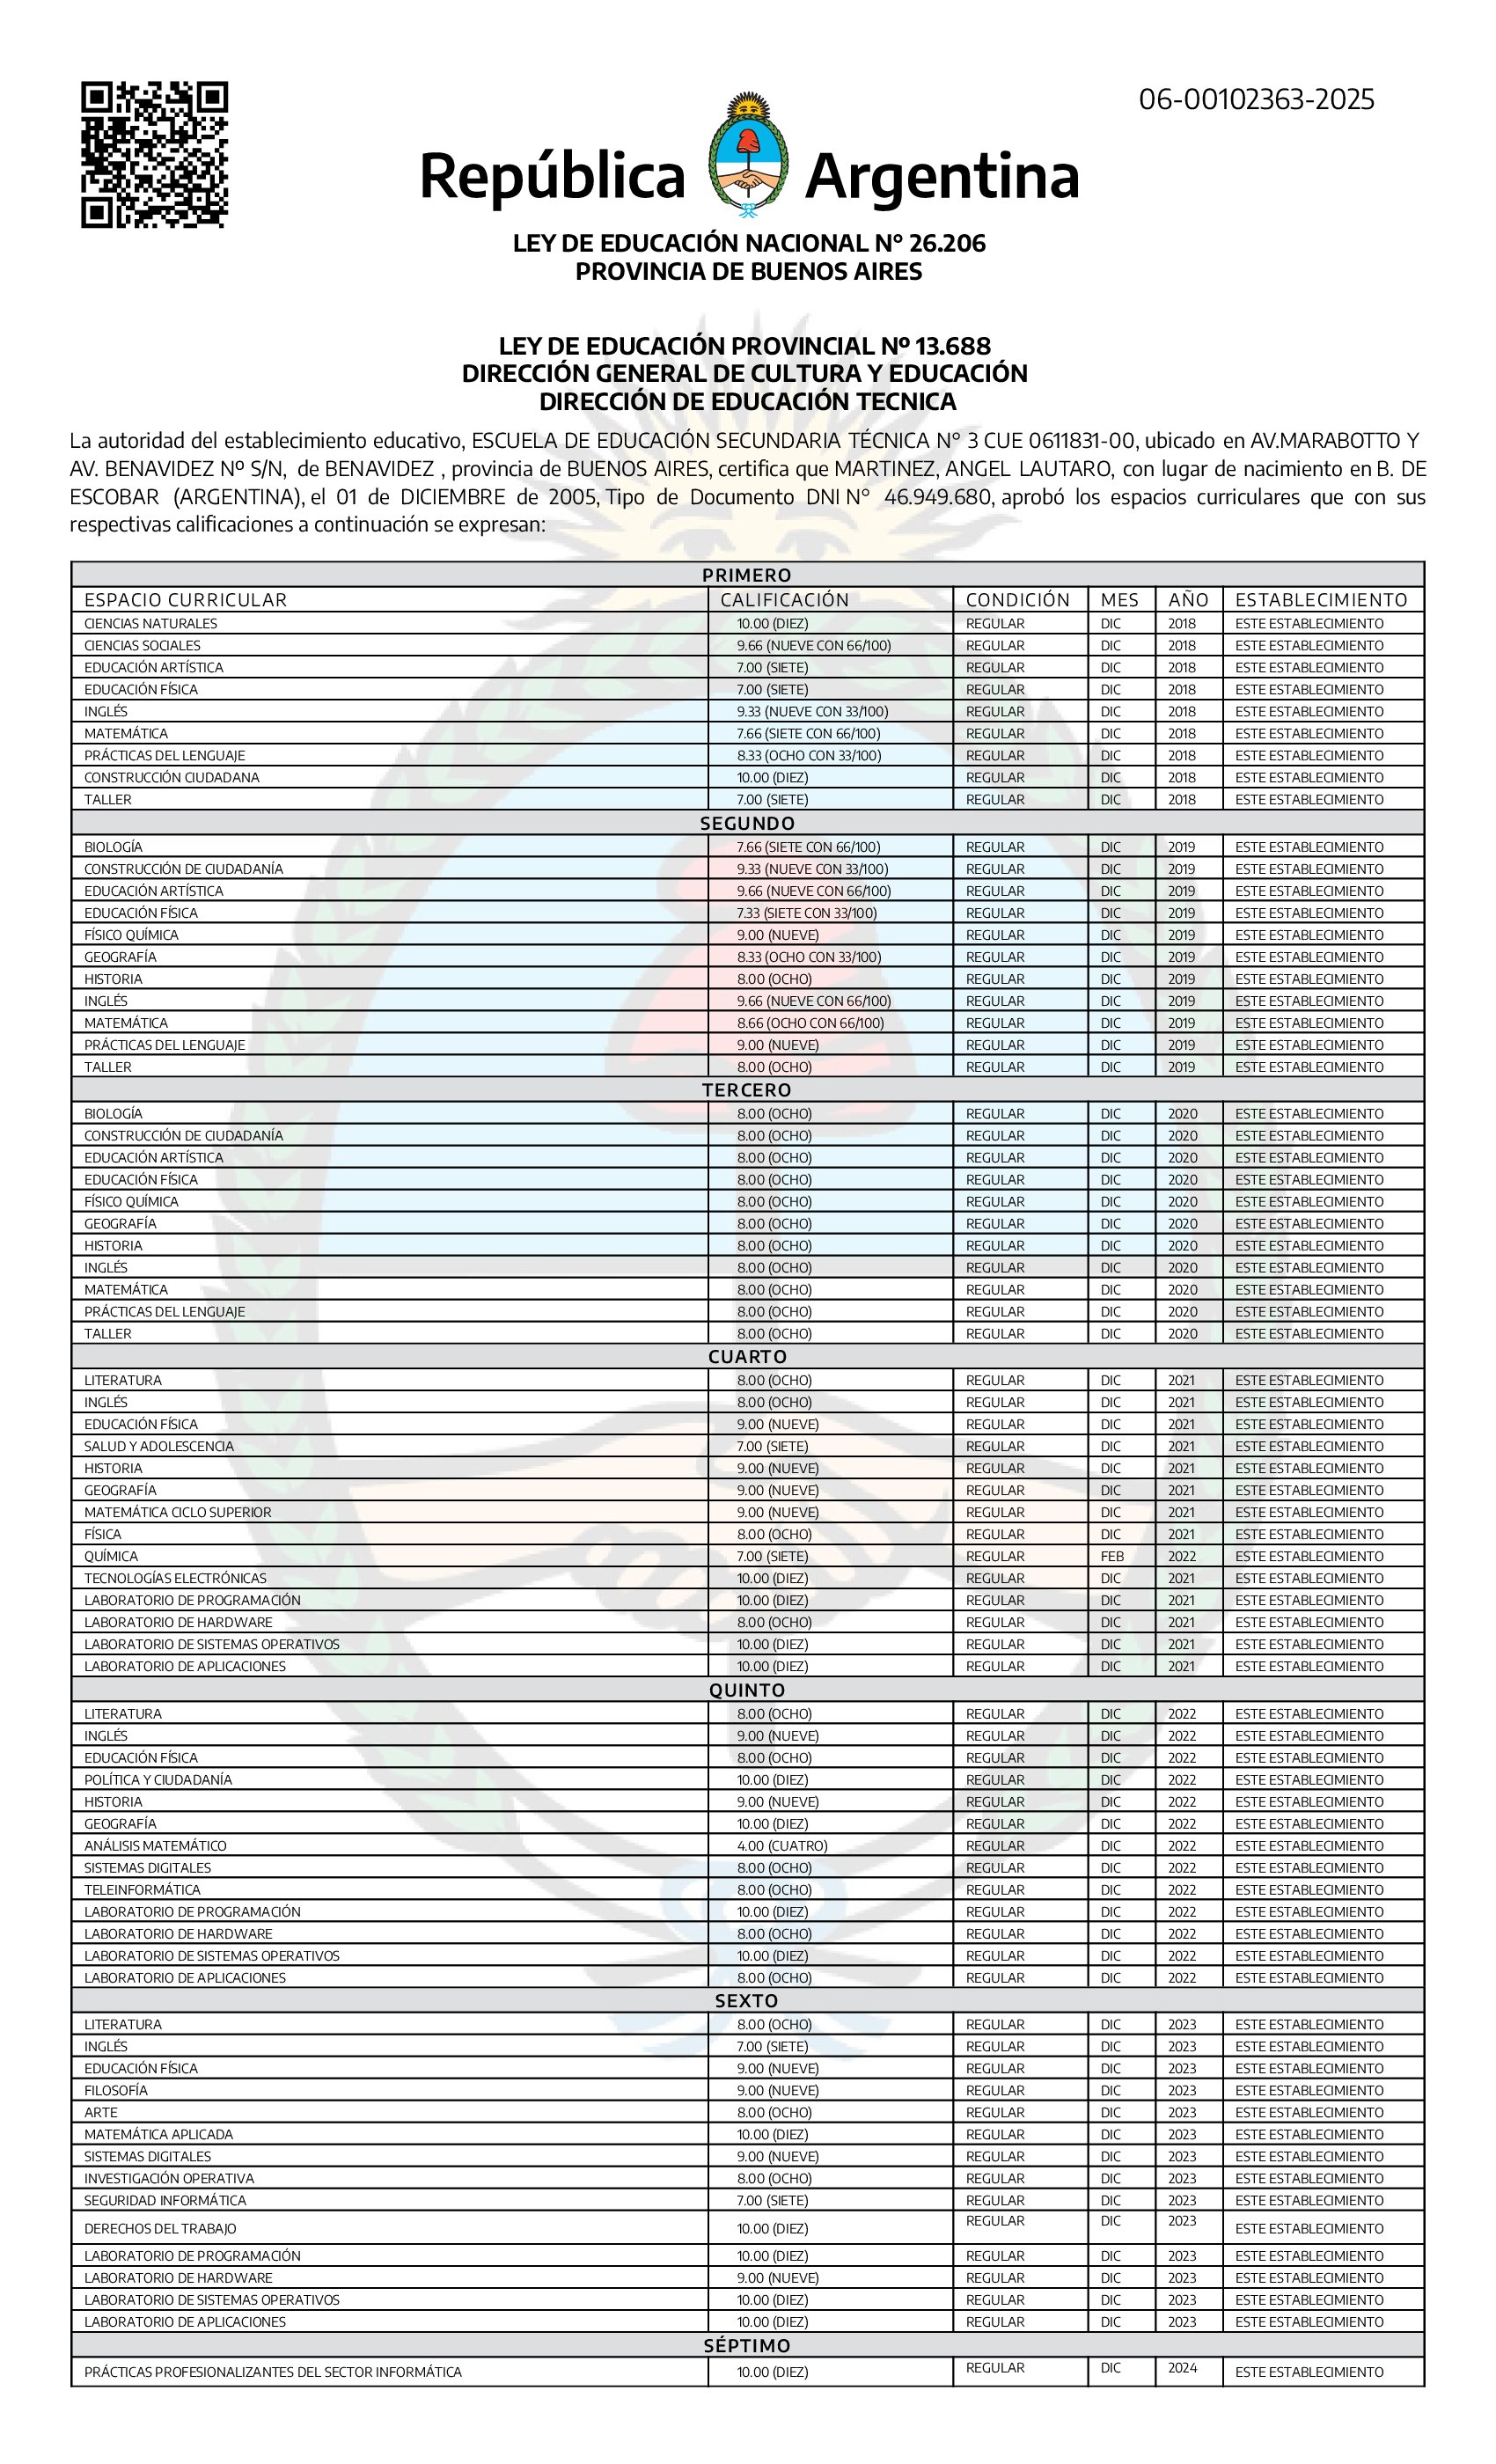 06-00102363-2025
República Argentina
LEY DE EDUCACIÓN NACIONAL N° 26.206
PROVINCIA DE BUENOS AIRES
LEY DE EDUCACIÓN PROVINCIAL Nº 13.688
DIRECCIÓN GENERAL DE CULTURA Y EDUCACIÓN
DIRECCIÓN DE EDUCACIÓN TECNICA
La autoridad del establecimiento educativo, ESCUELA DE EDUCACIÓN SECUNDARIA TÉCNICA N° 3 CUE 0611831-00, ubicado en AV.MARABOTTO Y
AV. BENAVIDEZ Nº S/N, de BENAVIDEZ , provincia de BUENOS AIRES, certifica que MARTINEZ, ANGEL LAUTARO, con lugar de nacimiento en B. DE
ESCOBAR (ARGENTINA), el 01 de DICIEMBRE de 2005, Tipo de Documento DNI N° 46.949.680, aprobó los espacios curriculares que con sus
respectivas calificaciones a continuación se expresan:
PRIMERO
ESPACIO CURRICULAR CALIFICACIÓN CONDICIÓN MES AÑO ESTABLECIMIENTO
CIENCIAS NATURALES 10.00 (DIEZ) REGULAR DIC 2018 ESTE ESTABLECIMIENTO
CIENCIAS SOCIALES 9.66 (NUEVE CON 66/100) REGULAR DIC 2018 ESTE ESTABLECIMIENTO
EDUCACIÓN ARTÍSTICA 7.00 (SIETE) REGULAR DIC 2018 ESTE ESTABLECIMIENTO
EDUCACIÓN FÍSICA 7.00 (SIETE) REGULAR DIC 2018 ESTE ESTABLECIMIENTO
INGLÉS 9.33 (NUEVE CON 33/100) REGULAR DIC 2018 ESTE ESTABLECIMIENTO
MATEMÁTICA 7.66 (SIETE CON 66/100) REGULAR DIC 2018 ESTE ESTABLECIMIENTO
PRÁCTICAS DEL LENGUAJE 8.33 (OCHO CON 33/100) REGULAR DIC 2018 ESTE ESTABLECIMIENTO
CONSTRUCCIÓN CIUDADANA 10.00 (DIEZ) REGULAR DIC 2018 ESTE ESTABLECIMIENTO
TALLER 7.00 (SIETE) REGULAR DIC 2018 ESTE ESTABLECIMIENTO
SEGUNDO
BIOLOGÍA 7.66 (SIETE CON 66/100) REGULAR DIC 2019 ESTE ESTABLECIMIENTO
CONSTRUCCIÓN DE CIUDADANÍA 9.33 (NUEVE CON 33/100) REGULAR DIC 2019 ESTE ESTABLECIMIENTO
EDUCACIÓN ARTÍSTICA 9.66 (NUEVE CON 66/100) REGULAR DIC 2019 ESTE ESTABLECIMIENTO
EDUCACIÓN FÍSICA 7.33 (SIETE CON 33/100) REGULAR DIC 2019 ESTE ESTABLECIMIENTO
FÍSICO QUÍMICA 9.00 (NUEVE) REGULAR DIC 2019 ESTE ESTABLECIMIENTO
GEOGRAFÍA 8.33 (OCHO CON 33/100) REGULAR DIC 2019 ESTE ESTABLECIMIENTO
HISTORIA 8.00 (OCHO) REGULAR DIC 2019 ESTE ESTABLECIMIENTO
INGLÉS 9.66 (NUEVE CON 66/100) REGULAR DIC 2019 ESTE ESTABLECIMIENTO
MATEMÁTICA 8.66 (OCHO CON 66/100) REGULAR DIC 2019 ESTE ESTABLECIMIENTO
PRÁCTICAS DEL LENGUAJE 9.00 (NUEVE) REGULAR DIC 2019 ESTE ESTABLECIMIENTO
TALLER 8.00 (OCHO) REGULAR DIC 2019 ESTE ESTABLECIMIENTO
TERCERO
BIOLOGÍA 8.00 (OCHO) REGULAR DIC 2020 ESTE ESTABLECIMIENTO
CONSTRUCCIÓN DE CIUDADANÍA 8.00 (OCHO) REGULAR DIC 2020 ESTE ESTABLECIMIENTO
EDUCACIÓN ARTÍSTICA 8.00 (OCHO) REGULAR DIC 2020 ESTE ESTABLECIMIENTO
EDUCACIÓN FÍSICA 8.00 (OCHO) REGULAR DIC 2020 ESTE ESTABLECIMIENTO
FÍSICO QUÍMICA 8.00 (OCHO) REGULAR DIC 2020 ESTE ESTABLECIMIENTO
GEOGRAFÍA 8.00 (OCHO) REGULAR DIC 2020 ESTE ESTABLECIMIENTO
HISTORIA 8.00 (OCHO) REGULAR DIC 2020 ESTE ESTABLECIMIENTO
INGLÉS 8.00 (OCHO) REGULAR DIC 2020 ESTE ESTABLECIMIENTO
MATEMÁTICA 8.00 (OCHO) REGULAR DIC 2020 ESTE ESTABLECIMIENTO
PRÁCTICAS DEL LENGUAJE 8.00 (OCHO) REGULAR DIC 2020 ESTE ESTABLECIMIENTO
TALLER 8.00 (OCHO) REGULAR DIC 2020 ESTE ESTABLECIMIENTO
CUARTO
LITERATURA 8.00 (OCHO) REGULAR DIC 2021 ESTE ESTABLECIMIENTO
INGLÉS 8.00 (OCHO) REGULAR DIC 2021 ESTE ESTABLECIMIENTO
EDUCACIÓN FÍSICA 9.00 (NUEVE) REGULAR DIC 2021 ESTE ESTABLECIMIENTO
SALUD Y ADOLESCENCIA 7.00 (SIETE) REGULAR DIC 2021 ESTE ESTABLECIMIENTO
HISTORIA 9.00 (NUEVE) REGULAR DIC 2021 ESTE ESTABLECIMIENTO
GEOGRAFÍA 9.00 (NUEVE) REGULAR DIC 2021 ESTE ESTABLECIMIENTO
MATEMÁTICA CICLO SUPERIOR 9.00 (NUEVE) REGULAR DIC 2021 ESTE ESTABLECIMIENTO
FÍSICA 8.00 (OCHO) REGULAR DIC 2021 ESTE ESTABLECIMIENTO
QUÍMICA 7.00 (SIETE) REGULAR FEB 2022 ESTE ESTABLECIMIENTO
TECNOLOGÍAS ELECTRÓNICAS 10.00 (DIEZ) REGULAR DIC 2021 ESTE ESTABLECIMIENTO
LABORATORIO DE PROGRAMACIÓN 10.00 (DIEZ) REGULAR DIC 2021 ESTE ESTABLECIMIENTO
LABORATORIO DE HARDWARE 8.00 (OCHO) REGULAR DIC 2021 ESTE ESTABLECIMIENTO
LABORATORIO DE SISTEMAS OPERATIVOS 10.00 (DIEZ) REGULAR DIC 2021 ESTE ESTABLECIMIENTO
LABORATORIO DE APLICACIONES 10.00 (DIEZ) REGULAR DIC 2021 ESTE ESTABLECIMIENTO
QUINTO
LITERATURA 8.00 (OCHO) REGULAR DIC 2022 ESTE ESTABLECIMIENTO
INGLÉS 9.00 (NUEVE) REGULAR DIC 2022 ESTE ESTABLECIMIENTO
EDUCACIÓN FÍSICA 8.00 (OCHO) REGULAR DIC 2022 ESTE ESTABLECIMIENTO
POLÍTICA Y CIUDADANÍA 10.00 (DIEZ) REGULAR DIC 2022 ESTE ESTABLECIMIENTO
HISTORIA 9.00 (NUEVE) REGULAR DIC 2022 ESTE ESTABLECIMIENTO
GEOGRAFÍA 10.00 (DIEZ) REGULAR DIC 2022 ESTE ESTABLECIMIENTO
ANÁLISIS MATEMÁTICO 4.00 (CUATRO) REGULAR DIC 2022 ESTE ESTABLECIMIENTO
SISTEMAS DIGITALES 8.00 (OCHO) REGULAR DIC 2022 ESTE ESTABLECIMIENTO
TELEINFORMÁTICA 8.00 (OCHO) REGULAR DIC 2022 ESTE ESTABLECIMIENTO
LABORATORIO DE PROGRAMACIÓN 10.00 (DIEZ) REGULAR DIC 2022 ESTE ESTABLECIMIENTO
LABORATORIO DE HARDWARE 8.00 (OCHO) REGULAR DIC 2022 ESTE ESTABLECIMIENTO
LABORATORIO DE SISTEMAS OPERATIVOS 10.00 (DIEZ) REGULAR DIC 2022 ESTE ESTABLECIMIENTO
LABORATORIO DE APLICACIONES 8.00 (OCHO) REGULAR DIC 2022 ESTE ESTABLECIMIENTO
SEXTO
LITERATURA 8.00 (OCHO) REGULAR DIC 2023 ESTE ESTABLECIMIENTO
INGLÉS 7.00 (SIETE) REGULAR DIC 2023 ESTE ESTABLECIMIENTO
EDUCACIÓN FÍSICA 9.00 (NUEVE) REGULAR DIC 2023 ESTE ESTABLECIMIENTO
FILOSOFÍA 9.00 (NUEVE) REGULAR DIC 2023 ESTE ESTABLECIMIENTO
ARTE 8.00 (OCHO) REGULAR DIC 2023 ESTE ESTABLECIMIENTO
MATEMÁTICA APLICADA 10.00 (DIEZ) REGULAR DIC 2023 ESTE ESTABLECIMIENTO
SISTEMAS DIGITALES 9.00 (NUEVE) REGULAR DIC 2023 ESTE ESTABLECIMIENTO
INVESTIGACIÓN OPERATIVA 8.00 (OCHO) REGULAR DIC 2023 ESTE ESTABLECIMIENTO
SEGURIDAD INFORMÁTICA 7.00 (SIETE) REGULAR DIC 2023 ESTE ESTABLECIMIENTO
DERECHOS DEL TRABAJO 10.00 (DIEZ) REGULAR DIC 2023 ESTE ESTABLECIMIENTO
LABORATORIO DE PROGRAMACIÓN 10.00 (DIEZ) REGULAR DIC 2023 ESTE ESTABLECIMIENTO
LABORATORIO DE HARDWARE 9.00 (NUEVE) REGULAR DIC 2023 ESTE ESTABLECIMIENTO
LABORATORIO DE SISTEMAS OPERATIVOS 10.00 (DIEZ) REGULAR DIC 2023 ESTE ESTABLECIMIENTO
LABORATORIO DE APLICACIONES 10.00 (DIEZ) REGULAR DIC 2023 ESTE ESTABLECIMIENTO
SÉPTIMO
PRÁCTICAS PROFESIONALIZANTES DEL SECTOR INFORMÁTICA 10.00 (DIEZ) REGULAR DIC 2024 ESTE ESTABLECIMIENTO